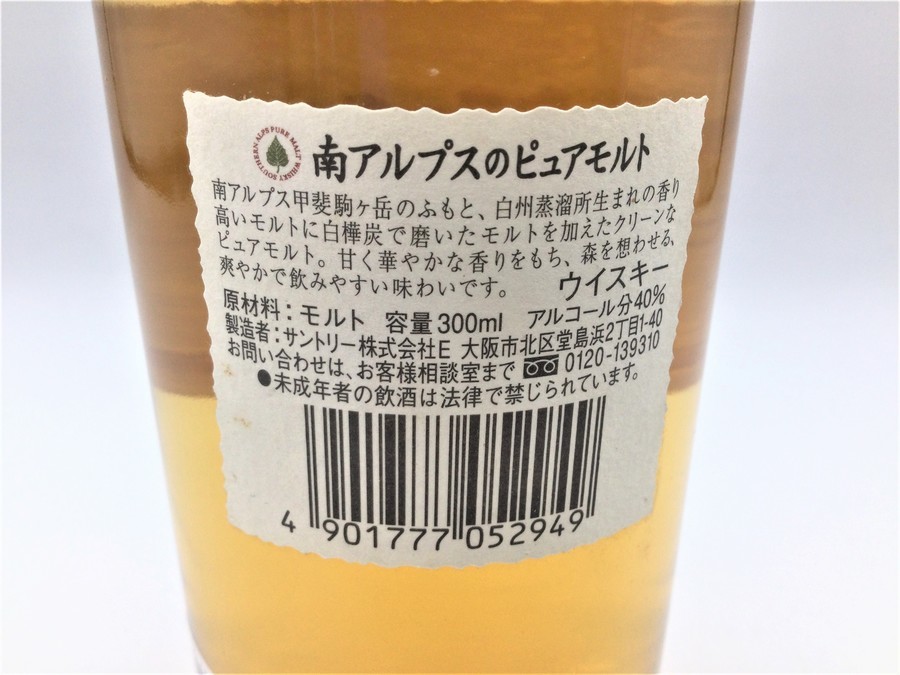 SOUTHERN ALPS PURE MALT WHISKY
南アルプスのピュアモルト
南アルプス甲斐駒ヶ岳のふもと、白州蒸溜所生まれの香り
高いモルトに白樺炭で磨いたモルトを加えたクリーンな
ピュアモルト。甘く華やかな香りをもち、森を想わせる、
爽やかで飲みやすい味わいです。 ウイスキー
原材料:モルト 容量300ml アルコール分40%
製造者:サントリー株式会社E 大阪市北区堂島浜2丁目1-40
お問い合わせは、お客様相談室まで 0120-139310
●未成年者の飲酒は法律で禁じられています。
4 901777 052949